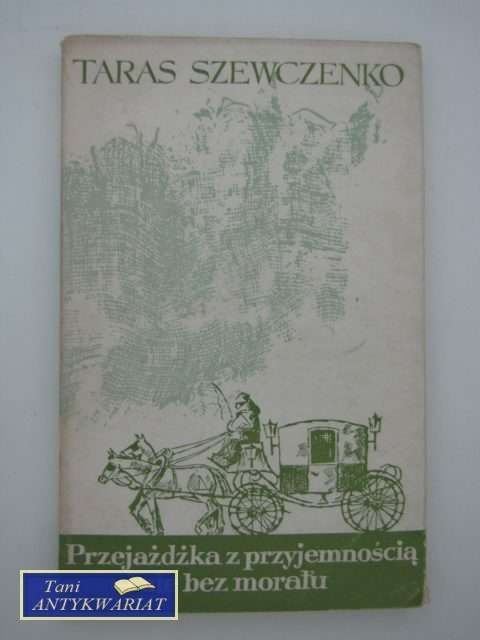 TARAS SZEWCZENKO
Przejażdżka z przyjemnością
bez morału
Tani
ANTYKWARIAT